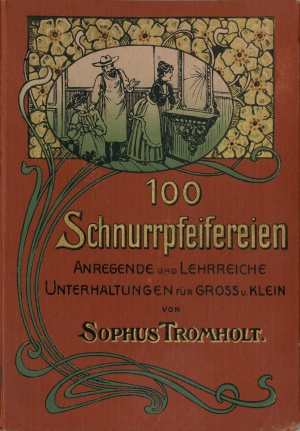 100
Schnurrpfeifereien
ANREGENDE UND LEHRREICHE
UNTERHALTUNGEN FÜR GROSS U. KLEIN
VON
SOPHUS TROMHOLT.